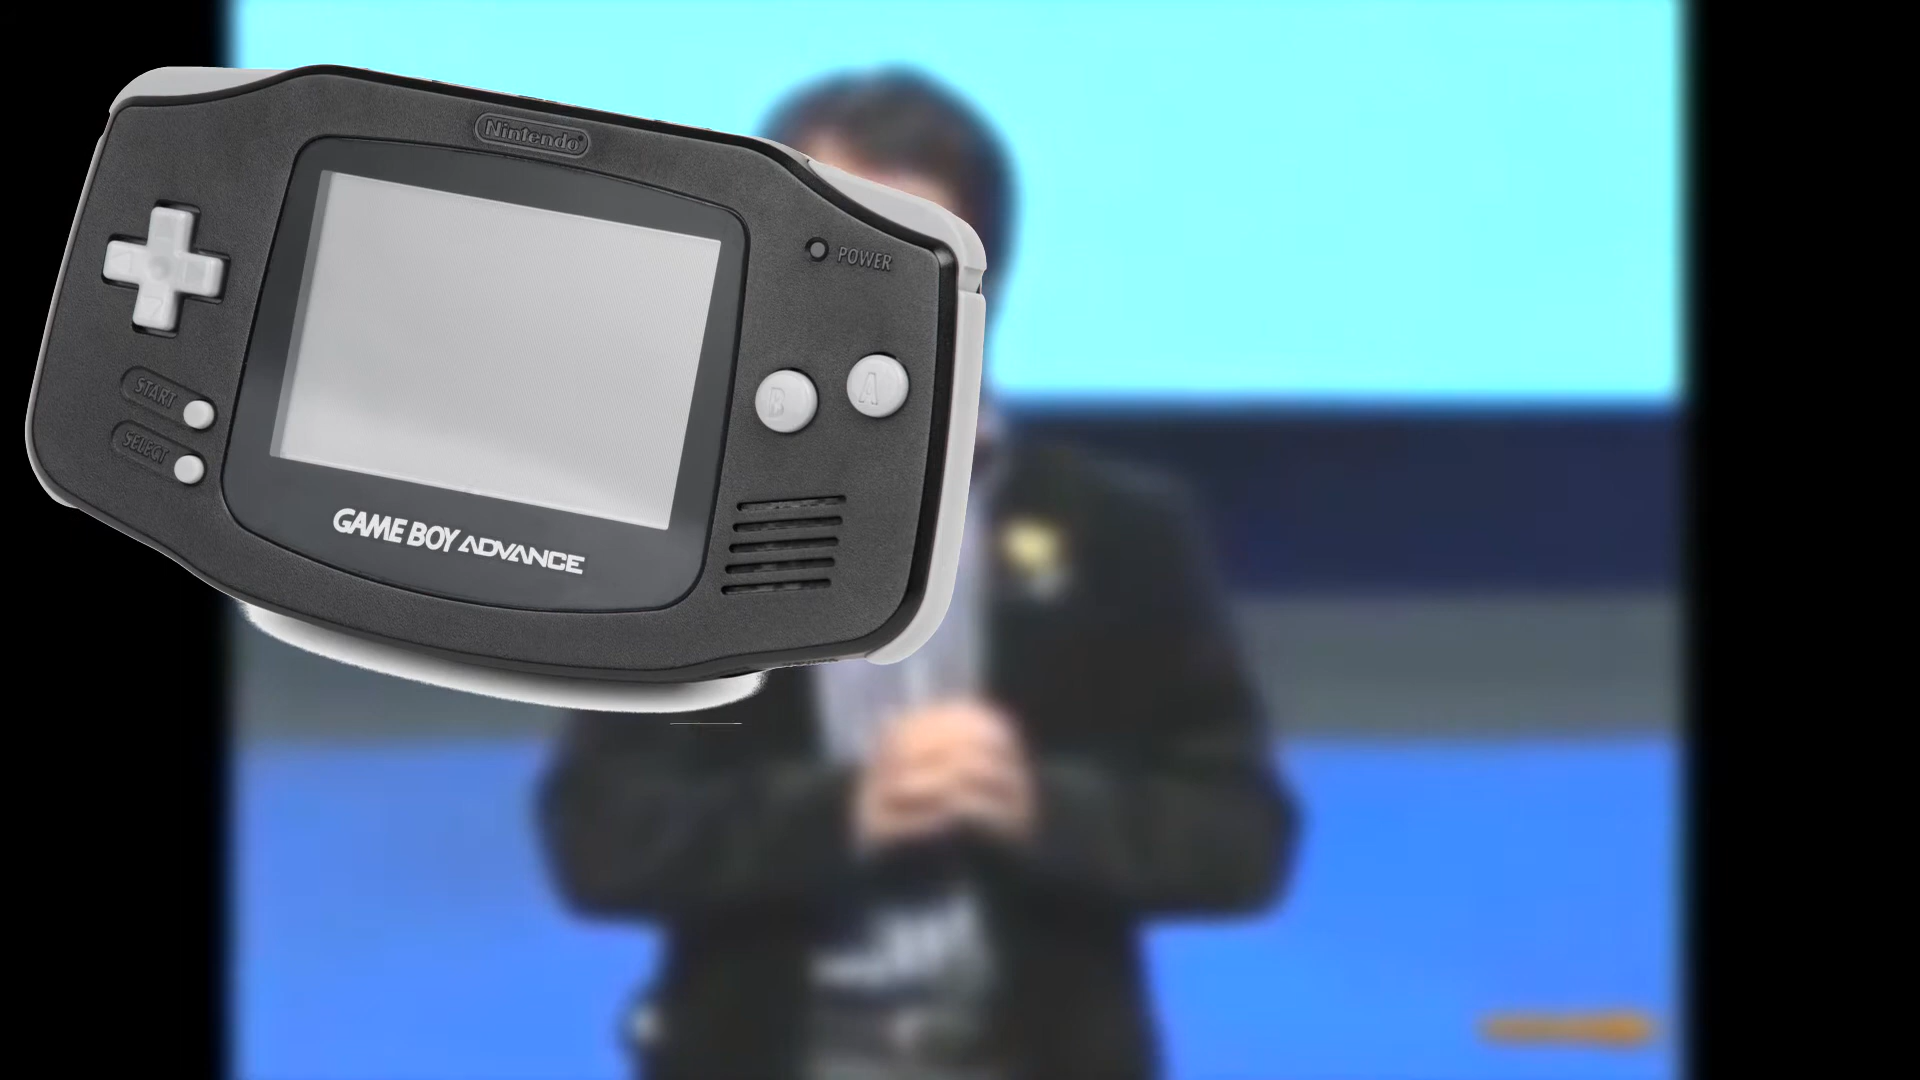 Nintendo®
POWER
START
SELECT
B
A
GAME BOY ADVANCE